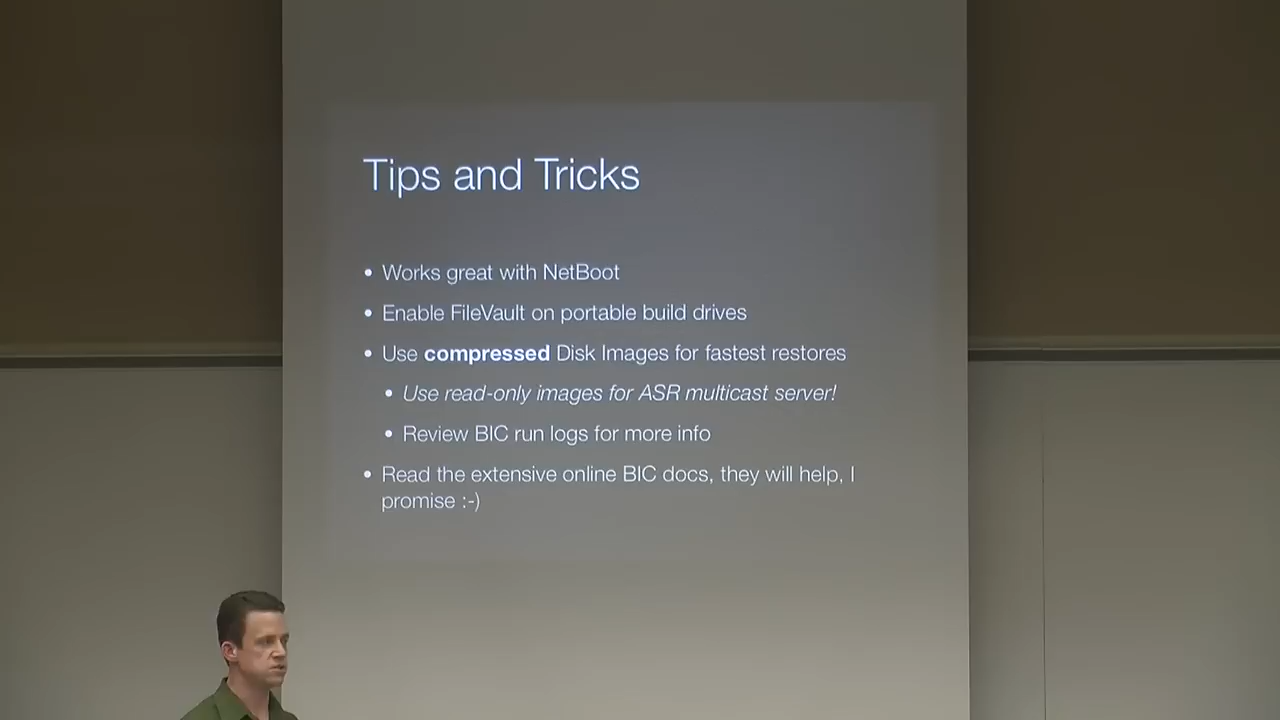 Tips and Tricks
• Works great with NetBoot
• Enable FileVault on portable build drives
• Use compressed Disk Images for fastest restores
• Use read-only images for ASR multicast server!
• Review BIC run logs for more info
• Read the extensive online BIC docs, they will help, I
promise :-)